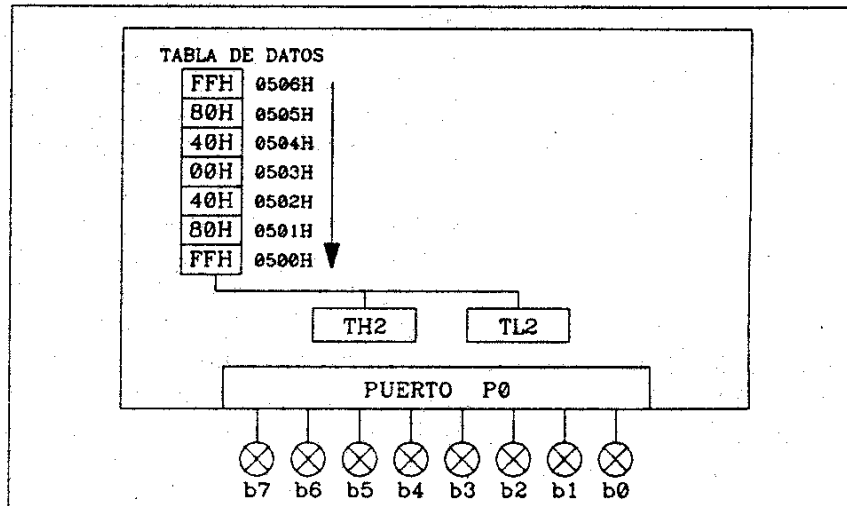 TABLA DE DATOS
FFH 0506H
80H 0505H
40H 0504H
00H 0503H
40H 0502H
80H 0501H
FFH 0500H
TH2 TL2
PUERTO P0
b7 b6 b5 b4 b3 b2 b1 b0